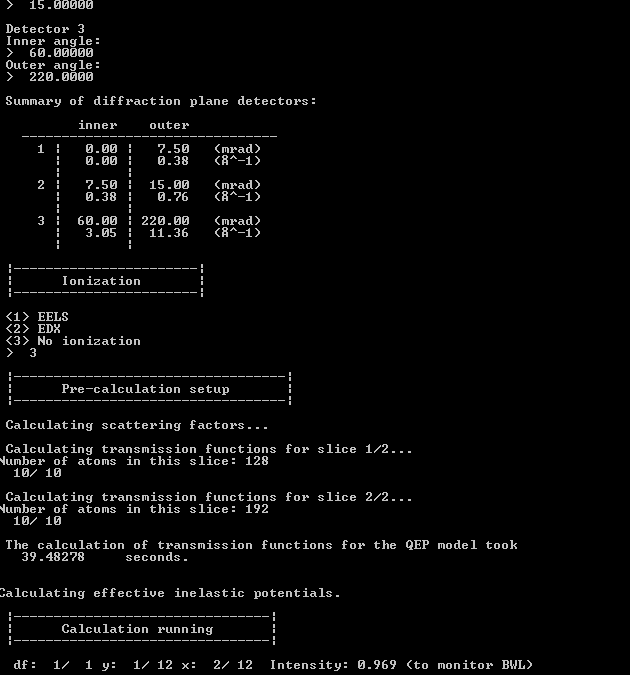 >  15.00000
Detector 3
Inner angle:
>  60.00000
Outer angle:
>  220.0000
Summary of diffraction plane detectors:
inner    outer
--------------------------------
1 ¦   0.00 ¦   7.50   (mrad)
¦   0.00 ¦   0.38   (Å^-1)
¦        ¦
2 ¦   7.50 ¦  15.00   (mrad)
¦   0.38 ¦   0.76   (Å^-1)
¦        ¦
3 ¦  60.00 ¦ 220.00   (mrad)
¦   3.05 ¦  11.36   (Å^-1)
¦        ¦
¦-----------------------¦
¦      Ionization       ¦
¦-----------------------¦
<1> EELS
<2> EDX
<3> No ionization
>  3
¦----------------------------------¦
¦      Pre-calculation setup       ¦
¦----------------------------------¦
Calculating scattering factors...
Calculating transmission functions for slice 1/2...
Number of atoms in this slice: 128
10/ 10
Calculating transmission functions for slice 2/2...
Number of atoms in this slice: 192
10/ 10
The calculation of transmission functions for the QEP model took
39.48278     seconds.
Calculating effective inelastic potentials.
¦--------------------------------¦
¦      Calculation running       ¦
¦--------------------------------¦
df:  1/  1 y:  1/ 12 x:  2/ 12  Intensity: 0.969 (to monitor BWL)